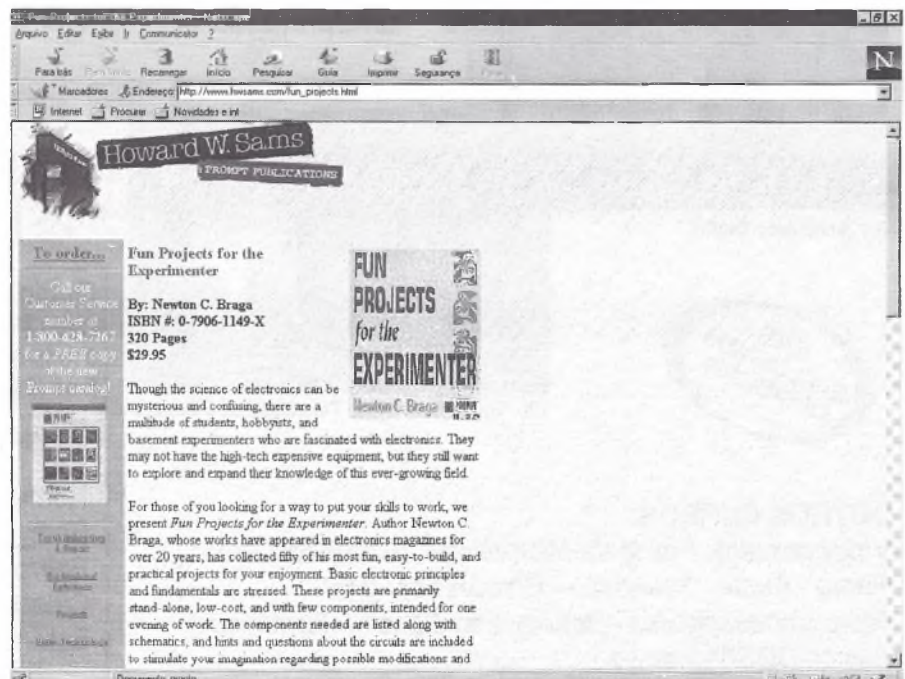 Fun Projects for the Experimenter - Netscape
Arquivo Editar Exibir Ir Communicator ?
Para trás Recarregar Início Pesquisar Guia Imprimir Segurança
N
Marcadores Endereço: http://www.hwsams.com/fun_projects.html
Internet Procurar Novidades e inf
Howard W. Sams
PROMPT PUBLICATIONS
To order...
Call our
Customer Service
number at
1-800-428-7267
for a FREE copy
of the new
Prompt catalog!
Projects
Fun Projects for the
Experimenter
By: Newton C. Braga
ISBN #: 0-7906-1149-X
320 Pages
$29.95
FUN
PROJECTS
for the
EXPERIMENTER
Newton C. Braga
Though the science of electronics can be
mysterious and confusing, there are a
multitude of students, hobbyists, and
basement experimenters who are fascinated with electronics. They
may not have the high-tech expensive equipment, but they still want
to explore and expand their knowledge of this ever-growing field.
For those of you looking for a way to put your skills to work, we
present Fun Projects for the Experimenter. Author Newton C.
Braga, whose works have appeared in electronics magazines for
over 20 years, has collected fifty of his most fun, easy-to-build, and
practical projects for your enjoyment. Basic electronic principles
and fundamentals are stressed. These projects are primarily
stand-alone, low-cost, and with few components, intended for one
evening of work. The components needed are listed along with
schematics, and hints and questions about the circuits are included
to stimulate your imagination regarding possible modifications and